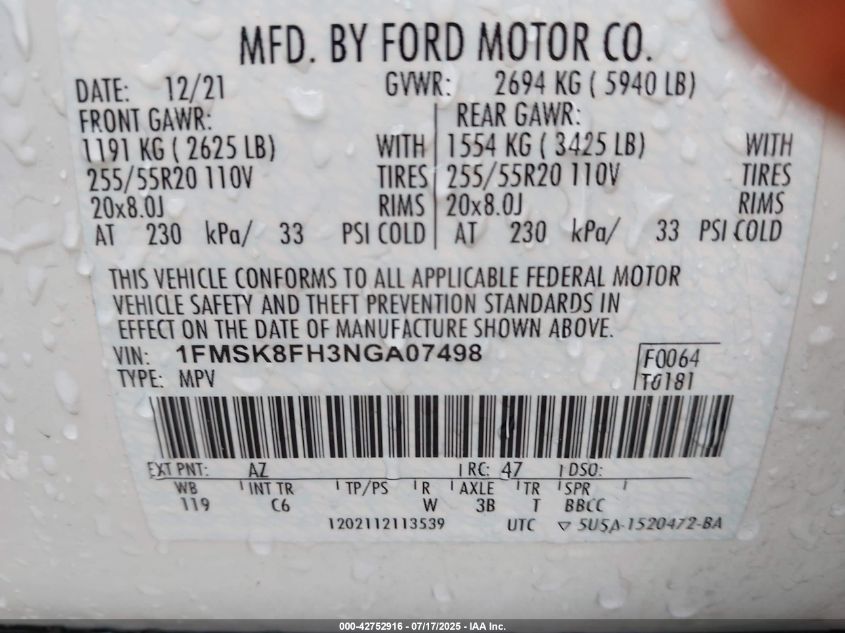 MFD. BY FORD MOTOR CO.
DATE: 12/21 GVWR: 2694 KG ( 5940 LB)
FRONT GAWR: REAR GAWR:
1191 KG ( 2625 LB) WITH 1554 KG ( 3425 LB) WITH
255/55R20 110V TIRES 255/55R20 110V TIRES
20x8.0J RIMS 20x8.0J RIMS
AT 230 kPa/ 33 PSI COLD AT 230 kPa/ 33 PSI COLD
THIS VEHICLE CONFORMS TO ALL APPLICABLE FEDERAL MOTOR
VEHICLE SAFETY AND THEFT PREVENTION STANDARDS IN
EFFECT ON THE DATE OF MANUFACTURE SHOWN ABOVE.
VIN: 1FMSK8FH3NGA07498 F0064
TYPE: MPV T0181
EXT PNT: AZ RC: 47 DSO:
WB INT TR TP/PS R AXLE TR SPR
119 C6 W 3B T BBCC
1202112113539 UTC ▽ 5USA-1520472-BA
000-42752916 - 07/17/2025 - IAA Inc.